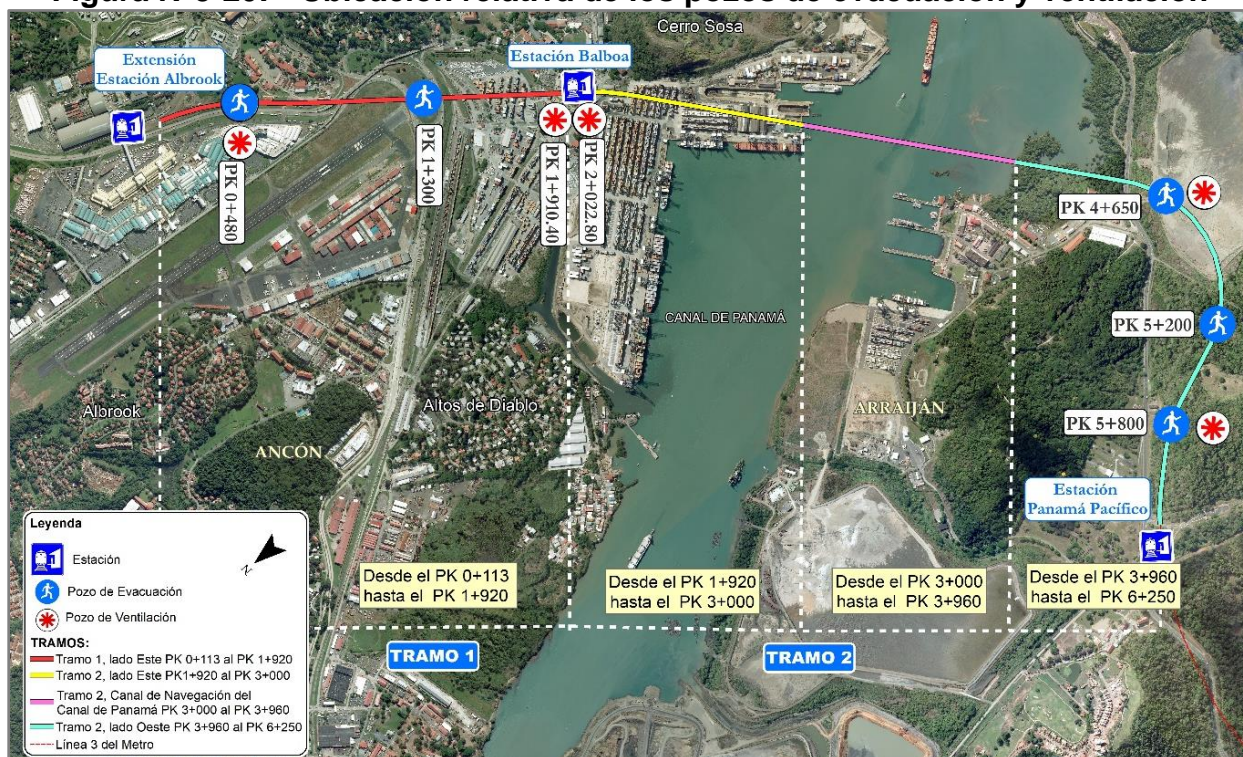 Cerro Sosa
Extensión
Estación Albrook
Estación Balboa
PK 0+480
PK 1+300
PK 1+910.40
PK 2+022.80
PK 4+650
PK 5+200
PK 5+800
CANAL DE PANAMÁ
Albrook
ANCÓN
Altos de Diablo
ARRAIJÁN
Estación
Panamá Pacífico
Desde el PK 0+113
hasta el PK 1+920
Desde el PK 1+920
hasta el PK 3+000
Desde el PK 3+000
hasta el PK 3+960
Desde el PK 3+960
hasta el PK 6+250
TRAMO 1
TRAMO 2
Leyenda
Estación
N
Pozo de Evacuación
Pozo de Ventilación
TRAMOS:
Tramo 1, lado Este PK 0+113 al PK 1+920
Tramo 2, lado Este PK1+920 al PK 3+000
Tramo 2, Canal de Navegación del
Canal de Panamá PK 3+000 al PK 3+960
Tramo 2, lado Oeste PK 3+960 al PK 6+250
Línea 3 del Metro